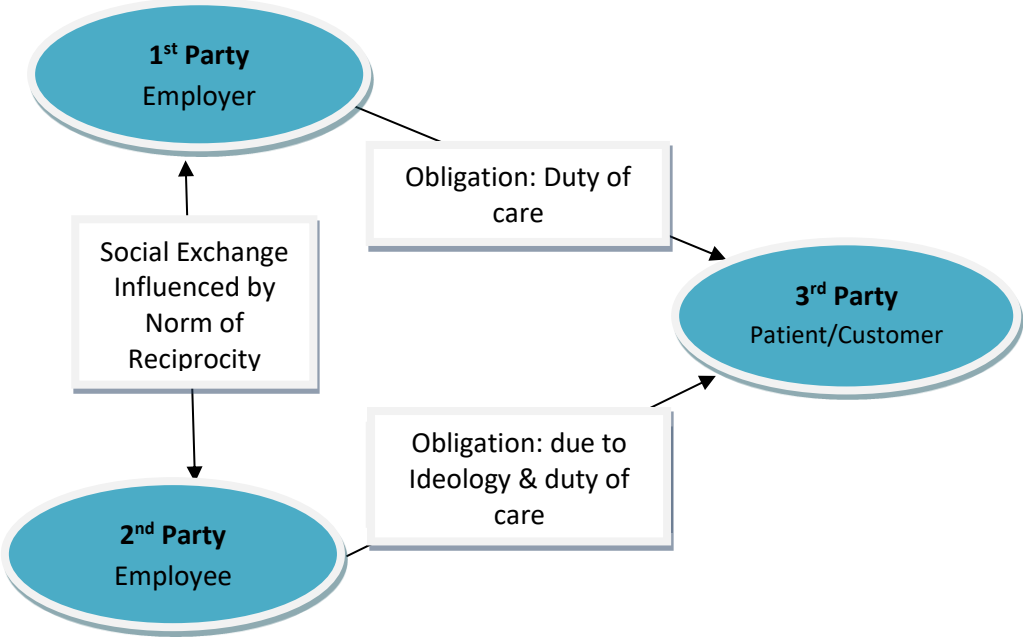 1st Party
Employer
Obligation: Duty of
care
Social Exchange
Influenced by
Norm of
Reciprocity
3rd Party
Patient/Customer
Obligation: due to
Ideology & duty of
care
2nd Party
Employee